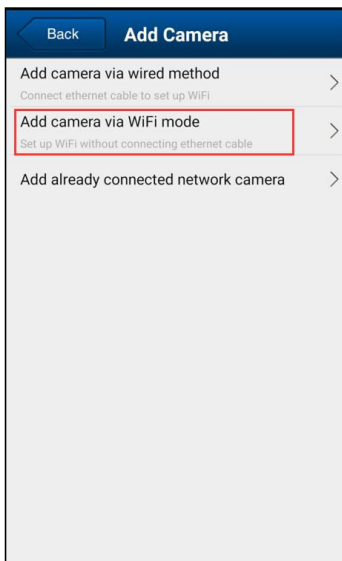 Back
Add Camera
Add camera via wired method
Connect ethernet cable to set up WiFi
Add camera via WiFi mode
Set up WiFi without connecting ethernet cable
Add already connected network camera